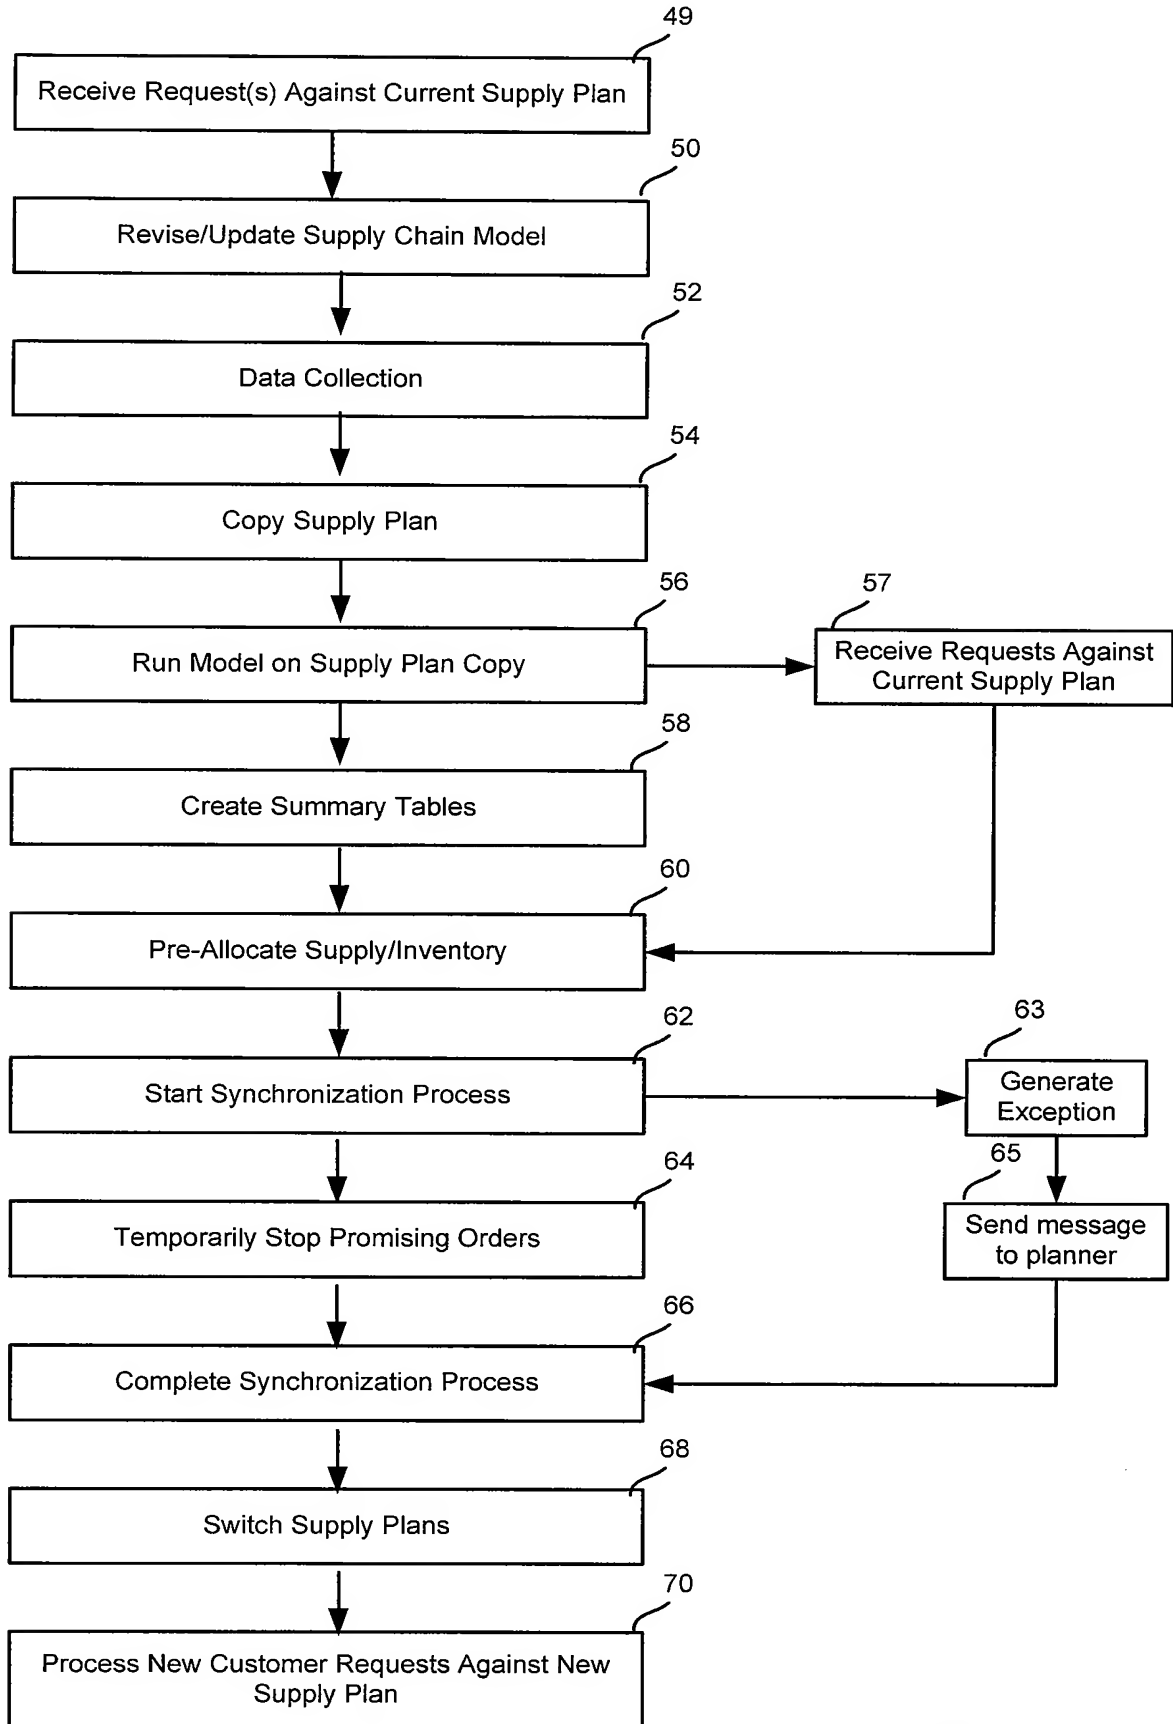 49
Receive Request(s) Against Current Supply Plan
50
Revise/Update Supply Chain Model
52
Data Collection
54
Copy Supply Plan
56
Run Model on Supply Plan Copy
57
Receive Requests Against
Current Supply Plan
58
Create Summary Tables
60
Pre-Allocate Supply/Inventory
62
Start Synchronization Process
63
Generate
Exception
64
Temporarily Stop Promising Orders
65
Send message
to planner
66
Complete Synchronization Process
68
Switch Supply Plans
70
Process New Customer Requests Against New
Supply Plan